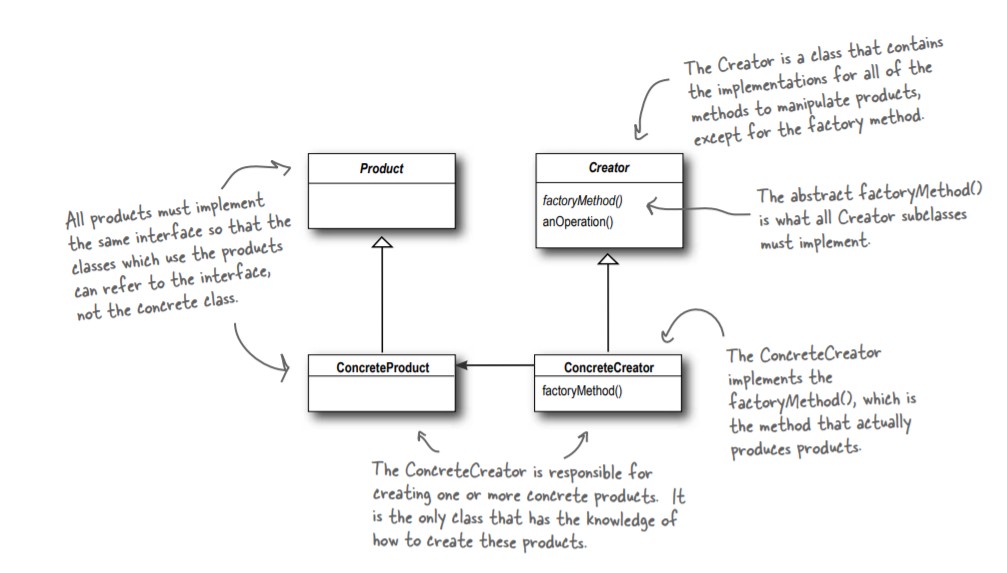 The Creator is a class that contains
the implementations for all of the
methods to manipulate products,
except for the factory method.
Product
Creator
factoryMethod()
anOperation()
The abstract factoryMethod()
is what all Creator subclasses
must implement.
All products must implement
the same interface so that the
classes which use the products
can refer to the interface,
not the concrete class.
ConcreteProduct
ConcreteCreator
factoryMethod()
The ConcreteCreator
implements the
factoryMethod(), which is
the method that actually
produces products.
The ConcreteCreator is responsible for
creating one or more concrete products. It
is the only class that has the knowledge of
how to create these products.